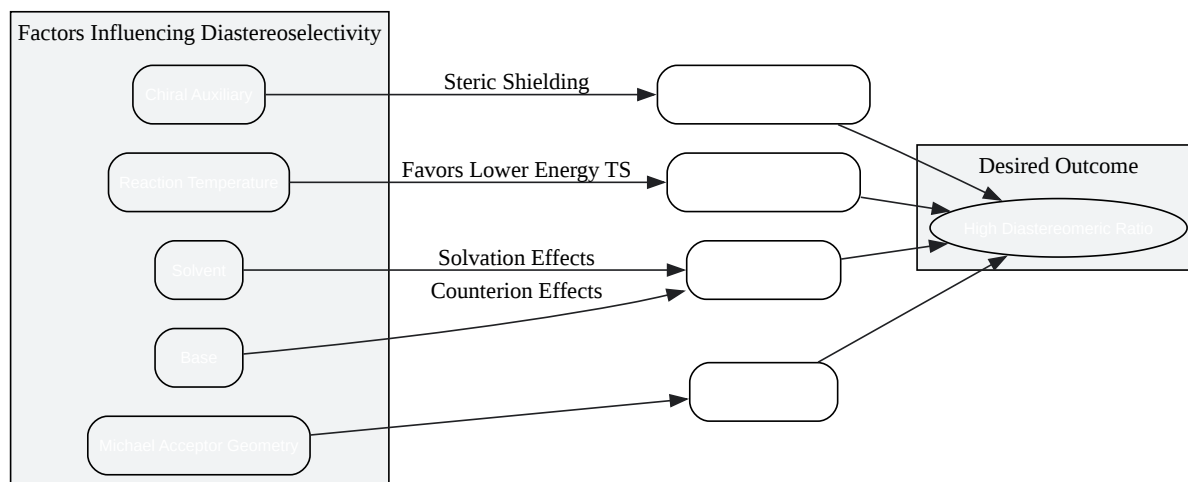 Factors Influencing Diastereoselectivity
Chiral Auxiliary
Steric Shielding
Reaction Temperature
Favors Lower Energy TS
Solvent
Solvation Effects
Counterion Effects
Base
Michael Acceptor Geometry
Desired Outcome
High Diastereomeric Ratio